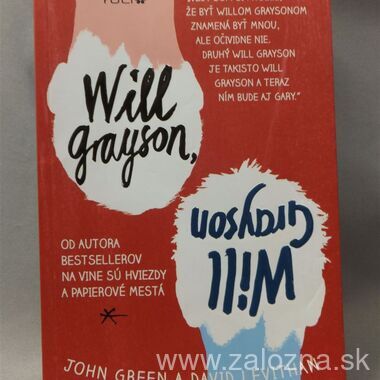 ŽE BYŤ WILLOM GRAYSONOM
ZNAMENÁ BYŤ MNOU,
ALE OČIVIDNE NIE.
DRUHÝ WILL GRAYSON
JE TAKISTO WILL
GRAYSON A TERAZ
NÍM BUDE AJ GARY."
Will
grayson,
Will
Grayson
OD AUTORA
BESTSELLEROV
NA VINE SÚ HVIEZDY
A PAPIEROVÉ MESTÁ
JOHN GREEN A DAVID LEVITHAN
www.zalozna.sk